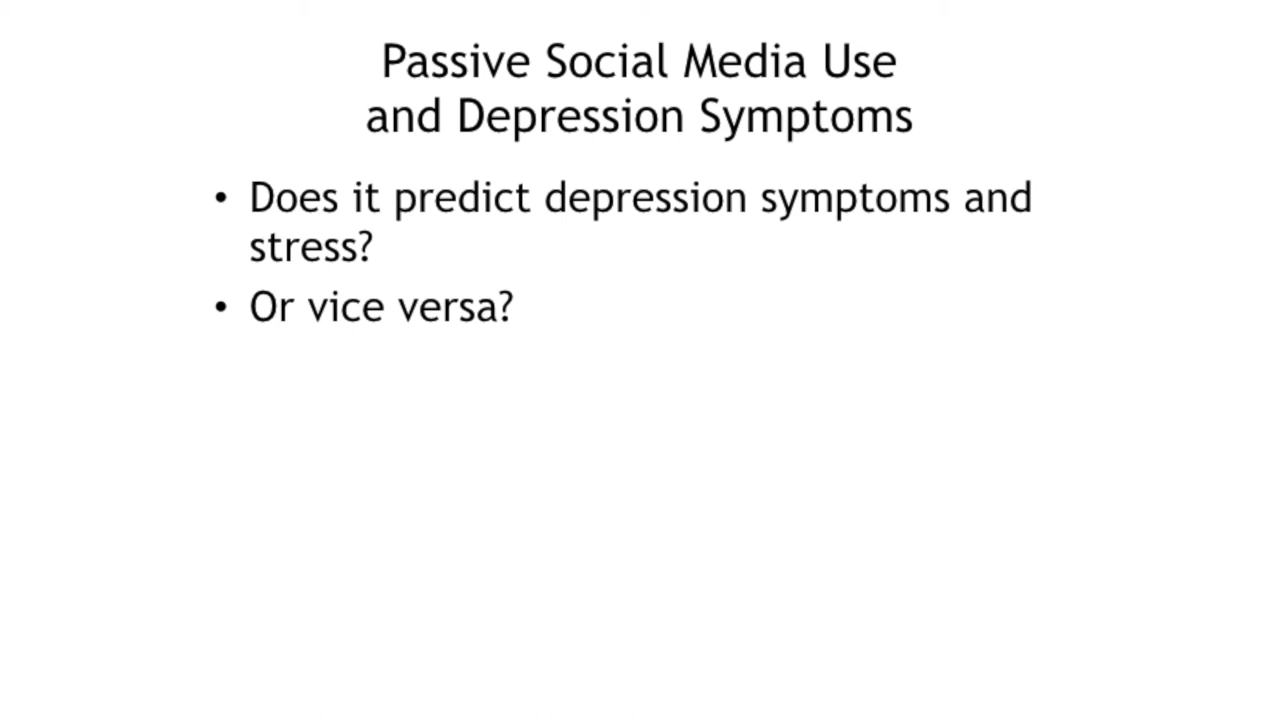 Passive Social Media Use
and Depression Symptoms
• Does it predict depression symptoms and
stress?
• Or vice versa?